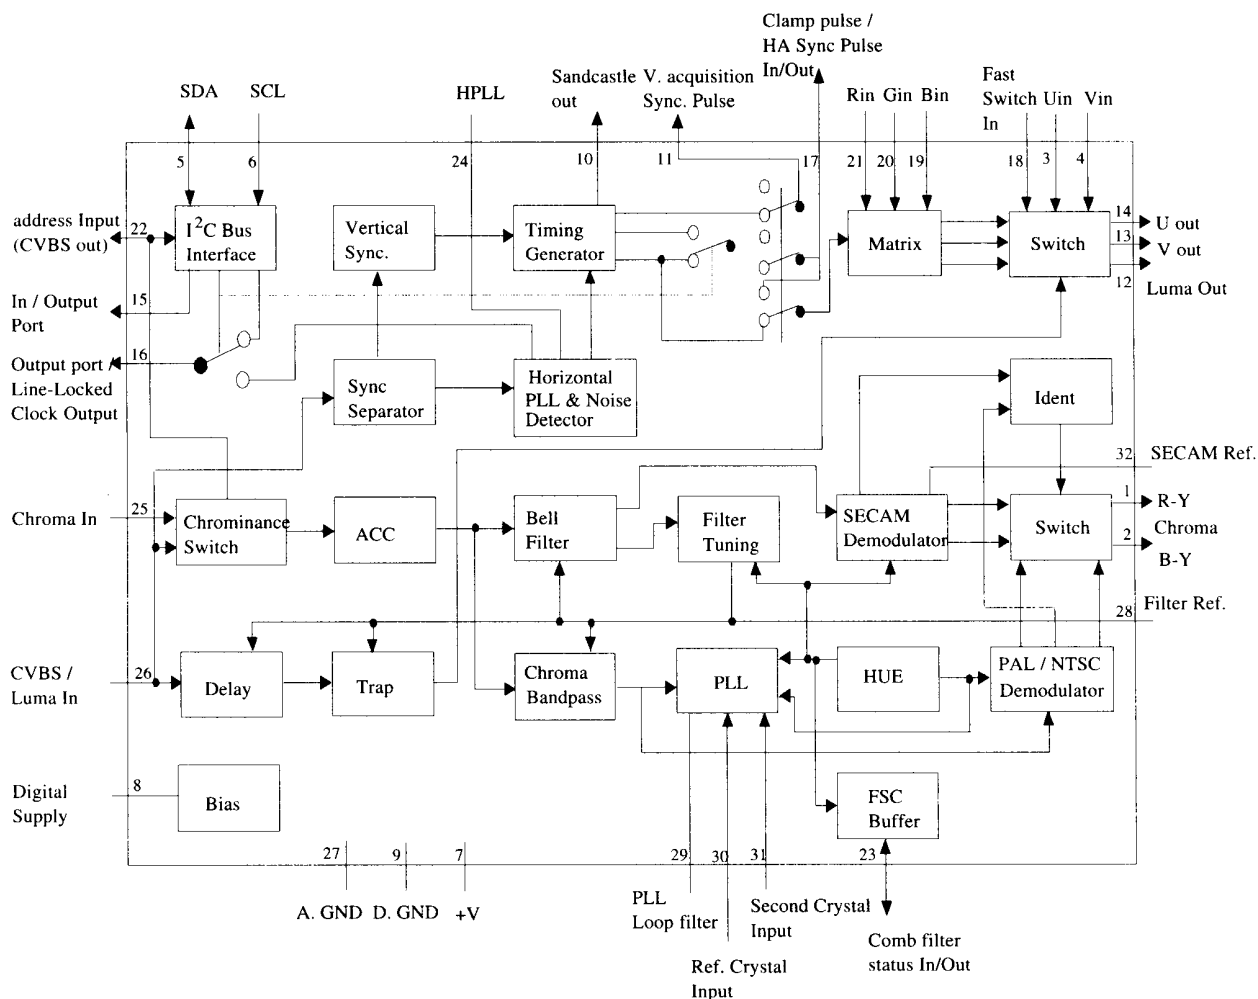 Clamp pulse /
HA Sync Pulse
In/Out
Sandcastle V. acquisition
out Sync. Pulse
SDA
SCL
HPLL
Rin Gin Bin
Fast
Switch Uin Vin
In
5
6
24
10
11
17
21
20
19
18
3
4
address Input
(CVBS out)
22
I²C Bus
Interface
Vertical
Sync.
Timing
Generator
Matrix
Switch
14
U out
13
V out
12
Luma Out
In / Output
Port
15
16
Output port /
Line-Locked
Clock Output
Sync
Separator
Horizontal
PLL & Noise
Detector
Ident
32
SECAM Ref.
Chroma In
25
Chrominance
Switch
ACC
Bell
Filter
Filter
Tuning
SECAM
Demodulator
Switch
1
R-Y
Chroma
2
B-Y
28
Filter Ref.
CVBS /
Luma In
26
Delay
Trap
Chroma
Bandpass
PLL
HUE
PAL / NTSC
Demodulator
Digital
Supply
8
Bias
FSC
Buffer
27
9
7
29
30
31
23
A. GND D. GND +V
PLL
Loop filter
Second Crystal
Input
Ref. Crystal
Input
Comb filter
status In/Out